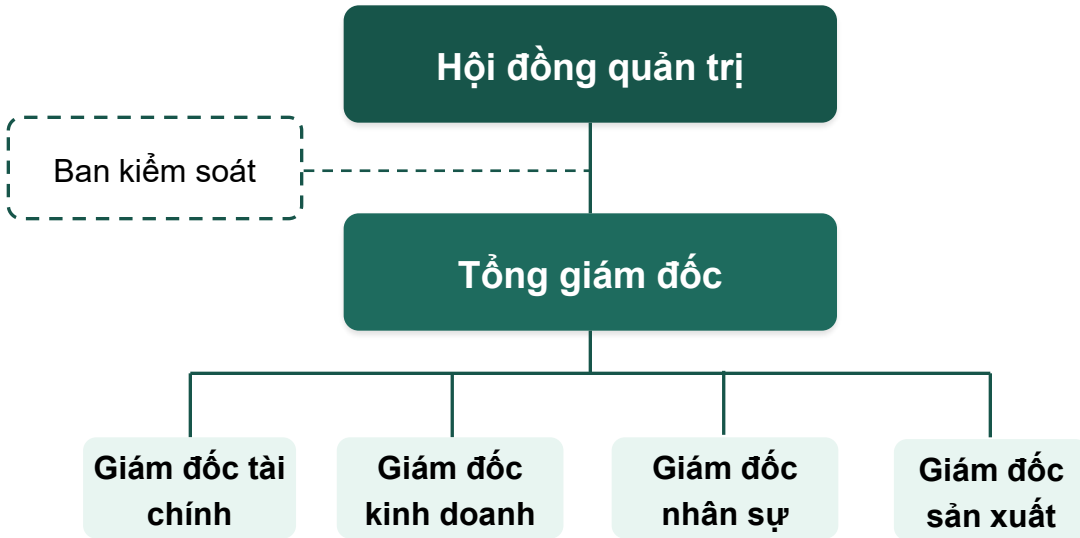 Hội đồng quản trị
Ban kiểm soát
Tổng giám đốc
Giám đốc tài
chính
Giám đốc
kinh doanh
Giám đốc
nhân sự
Giám đốc
sản xuất